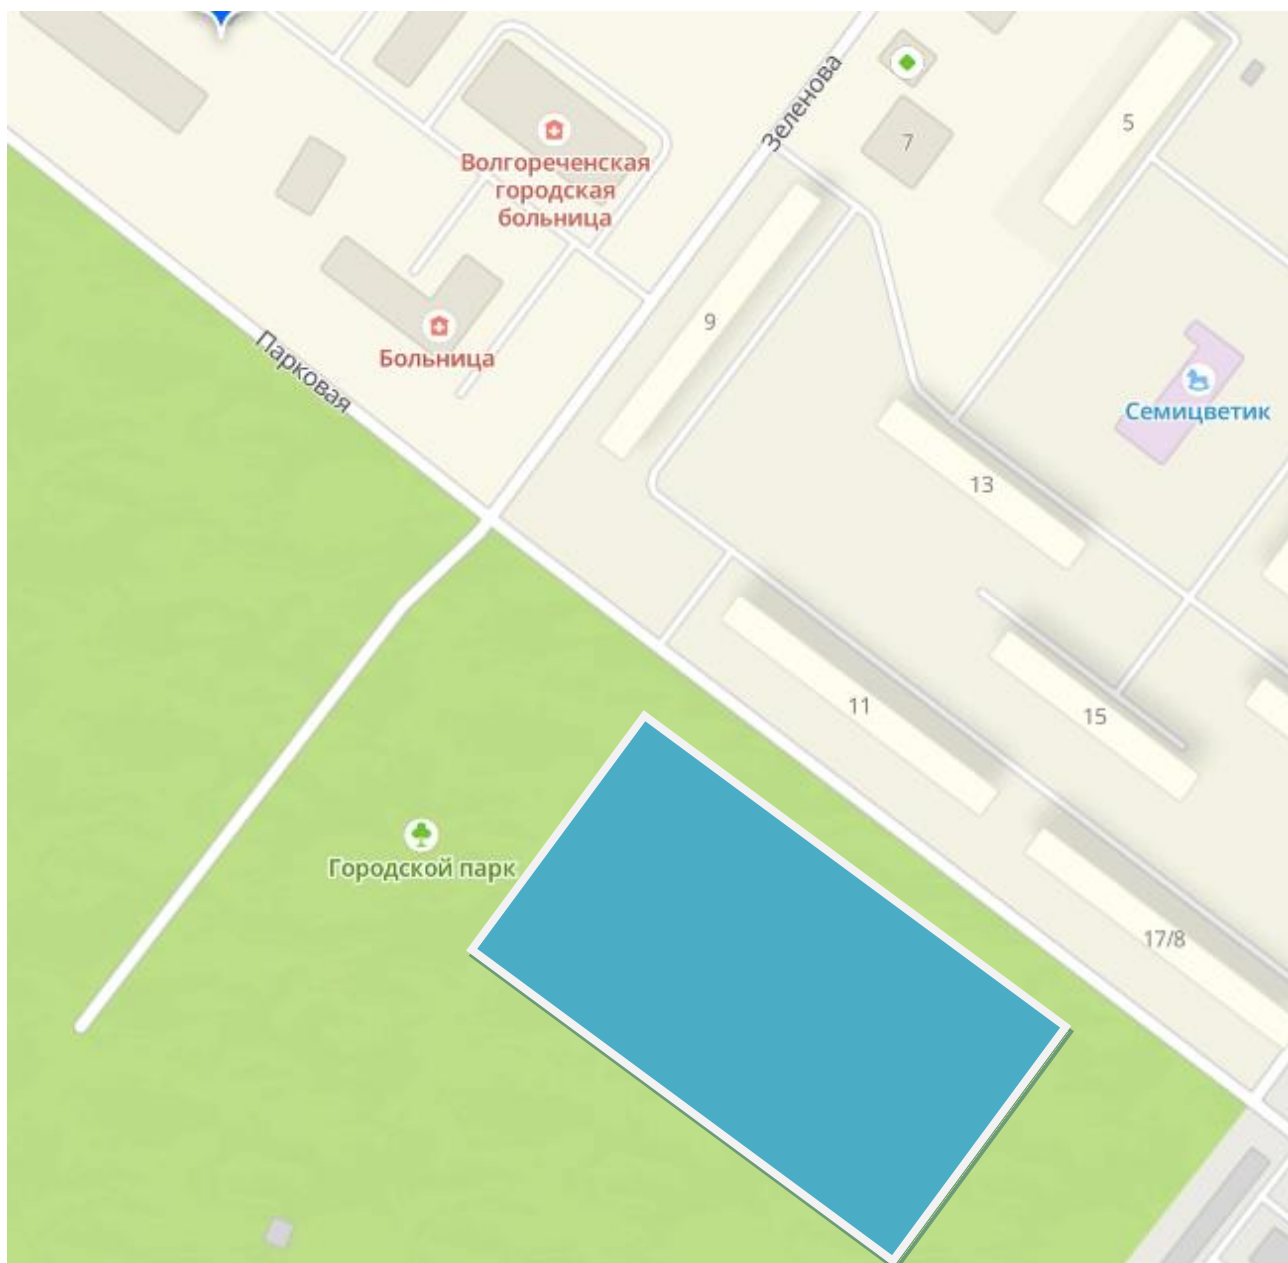 Зеленова
5
7
Волгореченская
городская
больница
9
Больница
Парковая
Семицветик
13
11
15
Городской парк
17/8